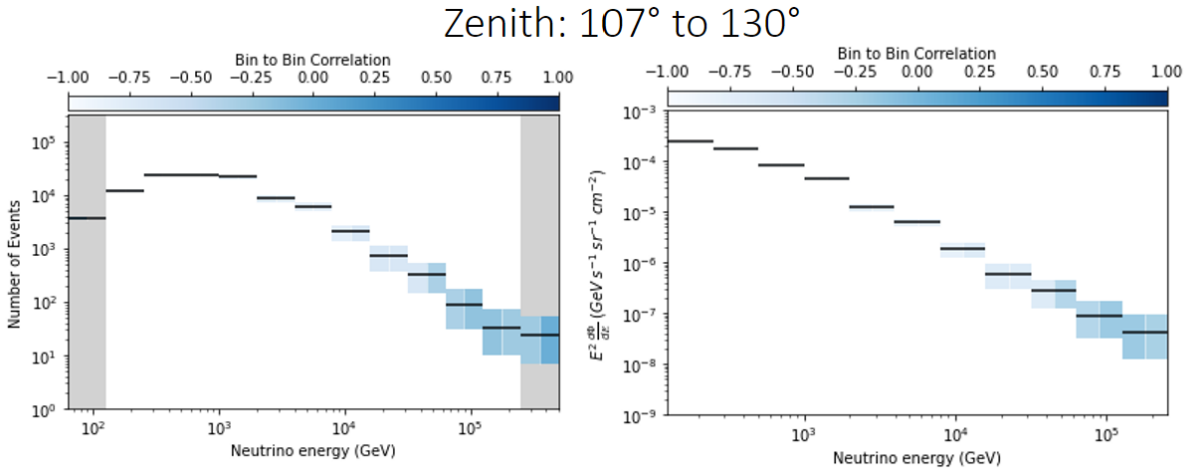 Zenith: 107° to 130°
Bin to Bin Correlation
−1.00 −0.75 −0.50 −0.25 0.00 0.25 0.50 0.75 1.00
Number of Events
10⁵
10⁴
10³
10²
10¹
10⁰
10² 10³ 10⁴ 10⁵
Neutrino energy (GeV)
Bin to Bin Correlation
−1.00 −0.75 −0.50 −0.25 0.00 0.25 0.50 0.75 1.00
E² dΦ/dE (GeV s⁻¹ sr⁻¹ cm⁻²)
10⁻³
10⁻⁴
10⁻⁵
10⁻⁶
10⁻⁷
10⁻⁸
10⁻⁹
10³ 10⁴ 10⁵
Neutrino energy (GeV)